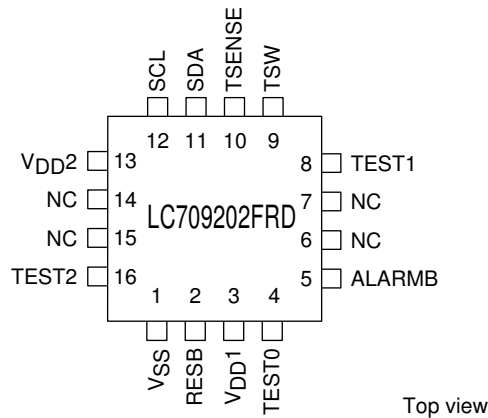 SCL SDA TSENSE TSW
12 11 10 9
VDD2 13 8 TEST1
NC 14 7 NC
LC709202FRD
NC 15 6 NC
TEST2 16 5 ALARMB
1 2 3 4
VSS RESB VDD1 TEST0
Top view